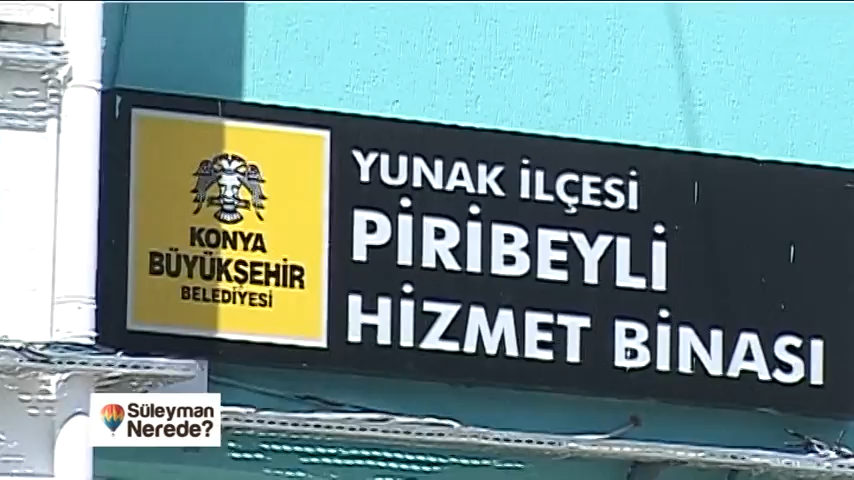 YUNAK İLÇESİ
PİRİBEYLİ
HİZMET BİNASI
KONYA
BÜYÜKŞEHİR
BELEDİYESİ
Süleyman
Nerede?